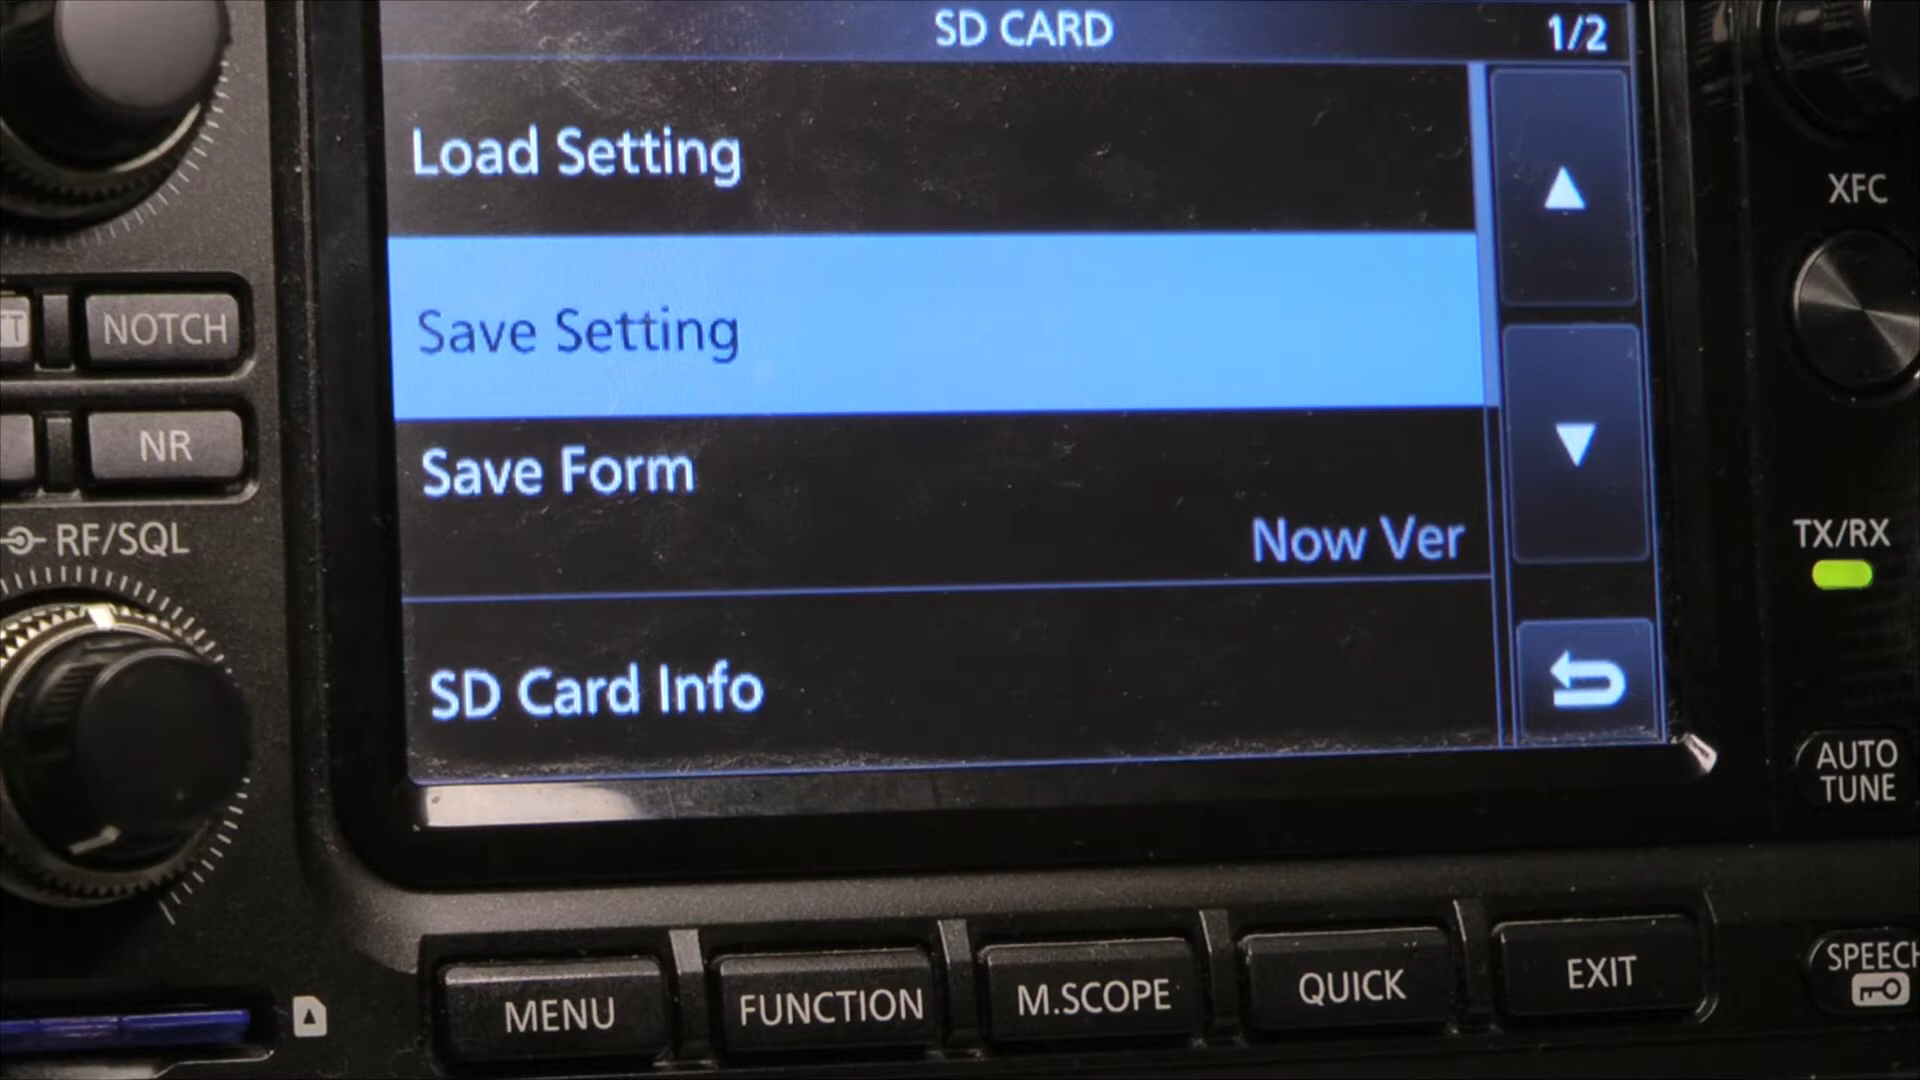 SD CARD
1/2
Load Setting
Save Setting
Save Form
Now Ver
SD Card Info
NOTCH
NR
RF/SQL
XFC
TX/RX
AUTO
TUNE
MENU
FUNCTION
M.SCOPE
QUICK
EXIT
SPEECH